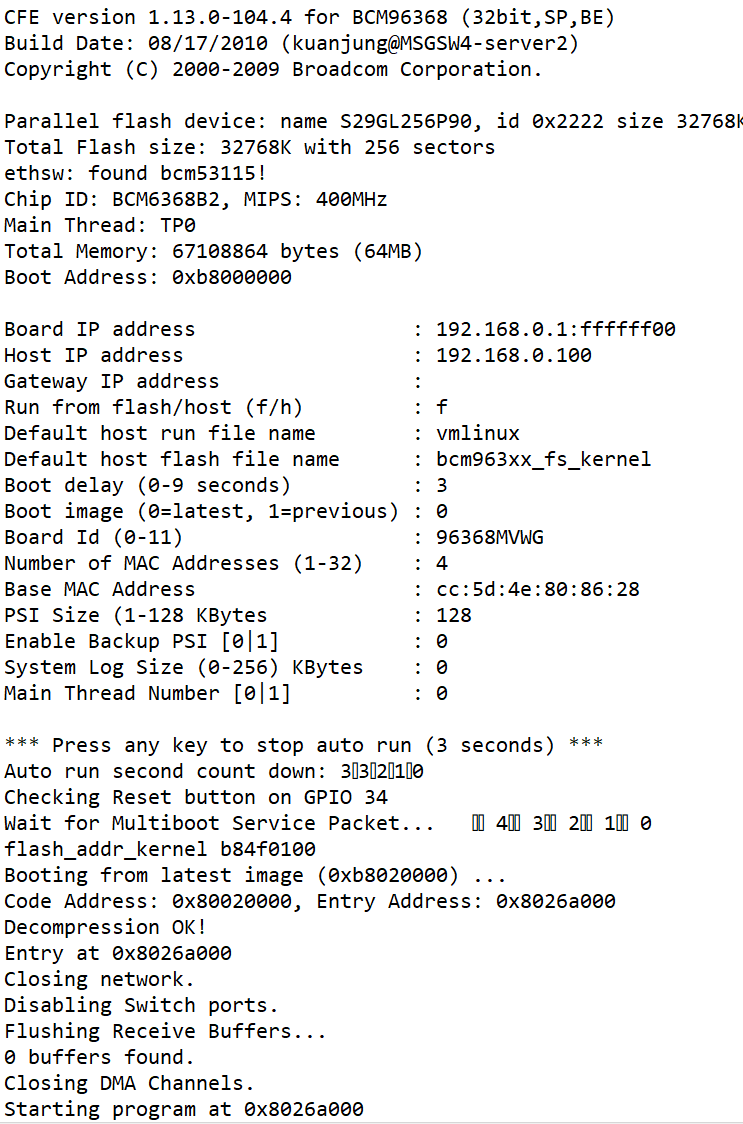 CFE version 1.13.0-104.4 for BCM96368 (32bit,SP,BE)
Build Date: 08/17/2010 (kuanjung@MSGSW4-server2)
Copyright (C) 2000-2009 Broadcom Corporation.

Parallel flash device: name S29GL256P90, id 0x2222 size 32768K
Total Flash size: 32768K with 256 sectors
ethsw: found bcm53115!
Chip ID: BCM6368B2, MIPS: 400MHz
Main Thread: TP0
Total Memory: 67108864 bytes (64MB)
Boot Address: 0xb8000000

Board IP address                  : 192.168.0.1:ffffff00
Host IP address                   : 192.168.0.100
Gateway IP address                :
Run from flash/host (f/h)         : f
Default host run file name        : vmlinux
Default host flash file name      : bcm963xx_fs_kernel
Boot delay (0-9 seconds)          : 3
Boot image (0=latest, 1=previous) : 0
Board Id (0-11)                   : 96368MVWG
Number of MAC Addresses (1-32)    : 4
Base MAC Address                  : cc:5d:4e:80:86:28
PSI Size (1-128 KBytes            : 128
Enable Backup PSI [0|1]           : 0
System Log Size (0-256) KBytes    : 0
Main Thread Number [0|1]          : 0

*** Press any key to stop auto run (3 seconds) ***
Auto run second count down: 3▯3▯2▯1▯0
Checking Reset button on GPIO 34
Wait for Multiboot Service Packet...   ▯▯ 4▯▯ 3▯▯ 2▯▯ 1▯▯ 0
flash_addr_kernel b84f0100
Booting from latest image (0xb8020000) ...
Code Address: 0x80020000, Entry Address: 0x8026a000
Decompression OK!
Entry at 0x8026a000
Closing network.
Disabling Switch ports.
Flushing Receive Buffers...
0 buffers found.
Closing DMA Channels.
Starting program at 0x8026a000